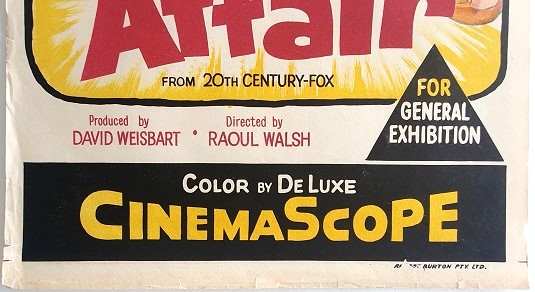 Affair
FROM 20TH CENTURY-FOX
FOR
GENERAL
EXHIBITION
Produced by
DAVID WEISBART
Directed by
RAOUL WALSH
COLOR BY DE LUXE
CINEMASCOPE
BURTON PTY. LTD.